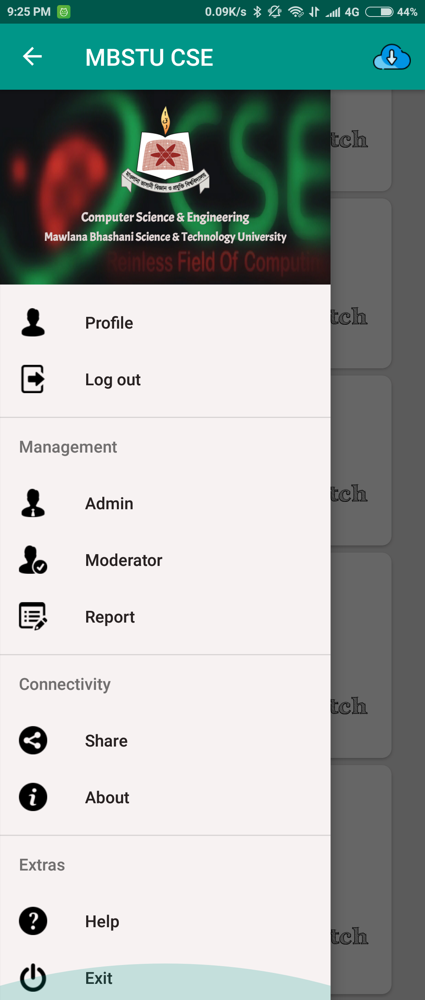 9:25 PM 0.09K/s 4G 44%
MBSTU CSE
CSE
اقرأ
মাওলানা ভাসানী বিজ্ঞান ও প্রযুক্তি বিশ্ববিদ্যালয়
Computer Science & Engineering
Mawlana Bhashani Science & Technology University
Reinless Field Of Computin
tch
Profile
tch
Log out
Management
tch
Admin
Moderator
Report
Connectivity
tch
Share
About
Extras
Help
tch
Exit